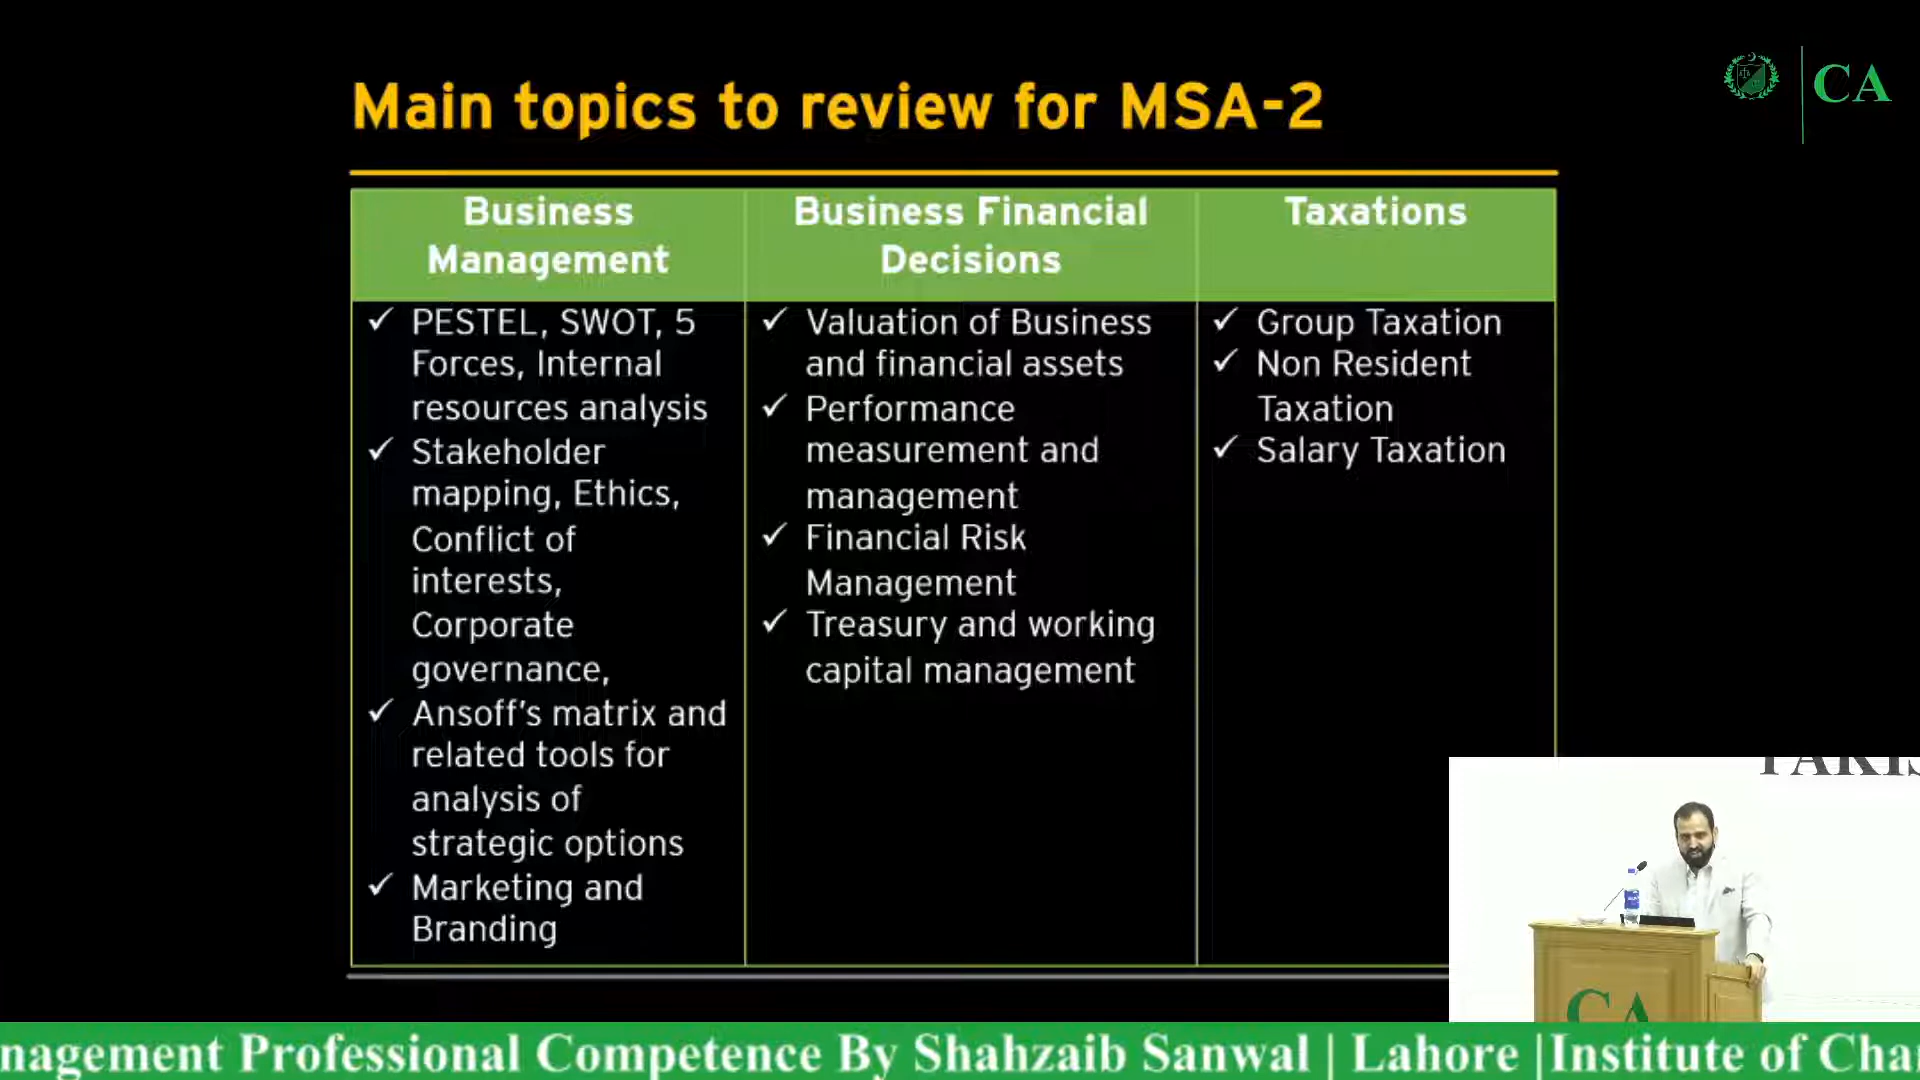 Main topics to review for MSA-2
CA
Business
Management
Business Financial
Decisions
Taxations
✓ PESTEL, SWOT, 5
Forces, Internal
resources analysis
✓ Stakeholder
mapping, Ethics,
Conflict of
interests,
Corporate
governance,
✓ Ansoff's matrix and
related tools for
analysis of
strategic options
✓ Marketing and
Branding
✓ Valuation of Business
and financial assets
✓ Performance
measurement and
management
✓ Financial Risk
Management
✓ Treasury and working
capital management
✓ Group Taxation
✓ Non Resident
Taxation
✓ Salary Taxation
CA
nagement Professional Competence By Shahzaib Sanwal | Lahore |Institute of Cha